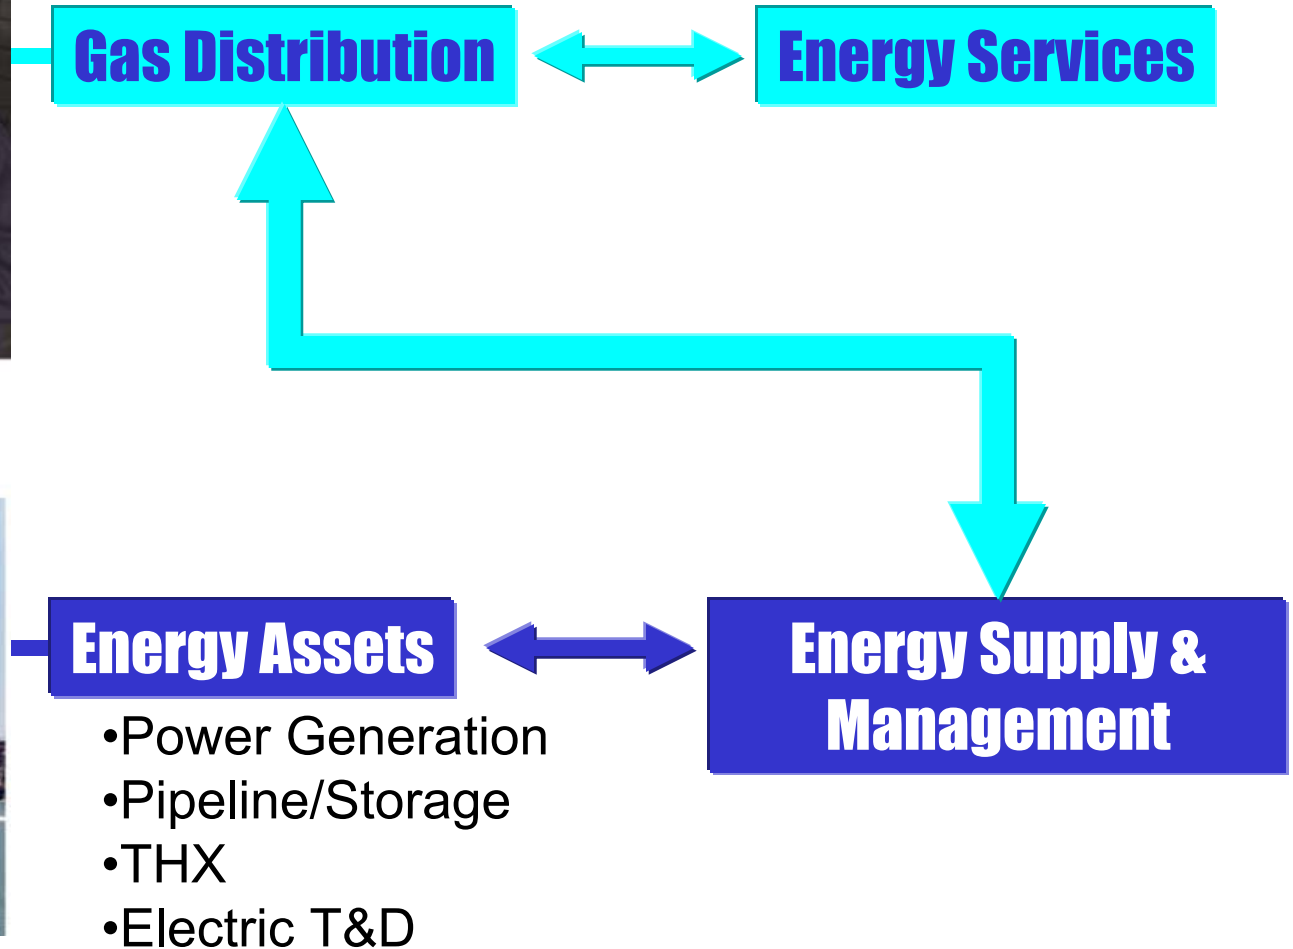 Gas Distribution
Energy Services
Energy Assets
Energy Supply &
Management
•Power Generation
•Pipeline/Storage
•THX
•Electric T&D